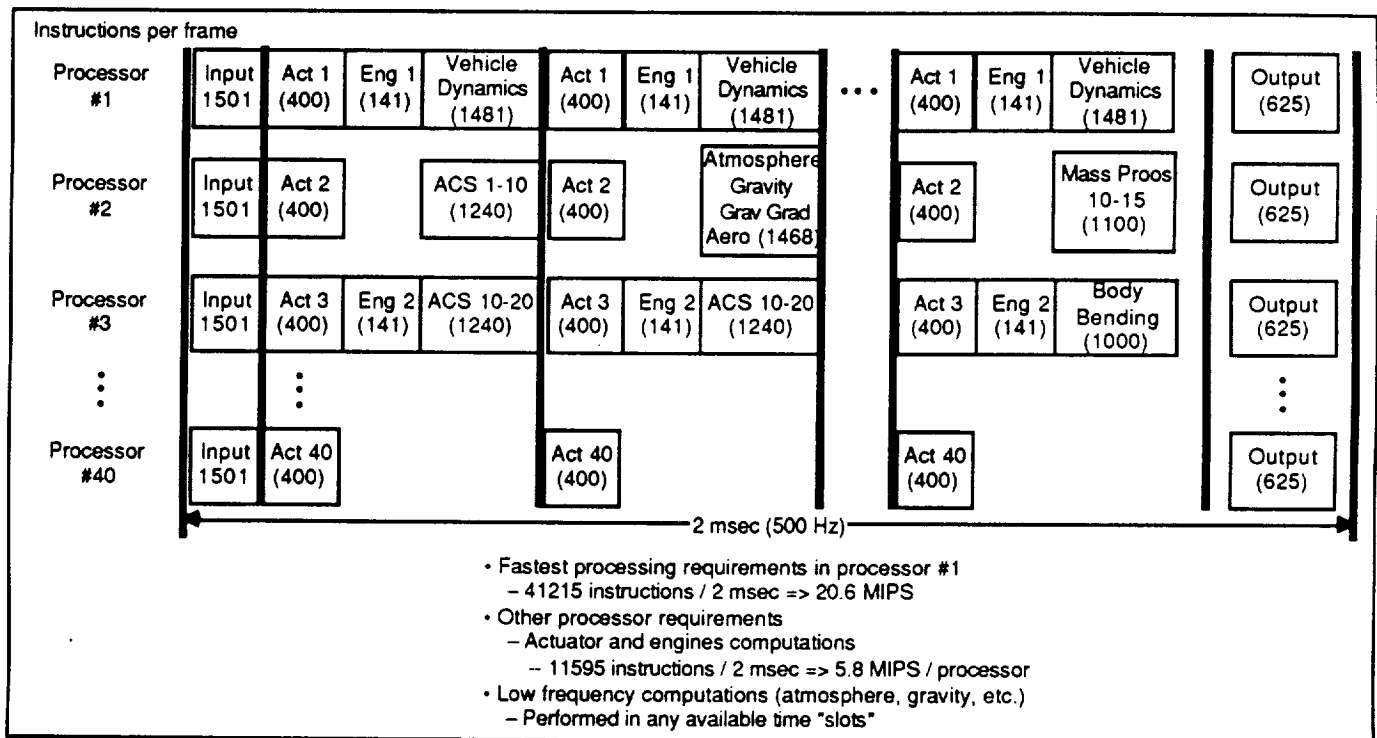 Instructions per frame
Processor #1
Input 1501
Act 1 (400)
Eng 1 (141)
Vehicle Dynamics (1481)
Act 1 (400)
Eng 1 (141)
Vehicle Dynamics (1481)
• • •
Act 1 (400)
Eng 1 (141)
Vehicle Dynamics (1481)
Output (625)
Processor #2
Input 1501
Act 2 (400)
ACS 1-10 (1240)
Act 2 (400)
Atmosphere Gravity Grav Grad Aero (1468)
Act 2 (400)
Mass Proos 10-15 (1100)
Output (625)
Processor #3
Input 1501
Act 3 (400)
Eng 2 (141)
ACS 10-20 (1240)
Act 3 (400)
Eng 2 (141)
ACS 10-20 (1240)
Act 3 (400)
Eng 2 (141)
Body Bending (1000)
Output (625)
Processor #40
Input 1501
Act 40 (400)
Act 40 (400)
Act 40 (400)
Output (625)
2 msec (500 Hz)
• Fastest processing requirements in processor #1
– 41215 instructions / 2 msec => 20.6 MIPS
• Other processor requirements
– Actuator and engines computations
-- 11595 instructions / 2 msec => 5.8 MIPS / processor
• Low frequency computations (atmosphere, gravity, etc.)
– Performed in any available time "slots"